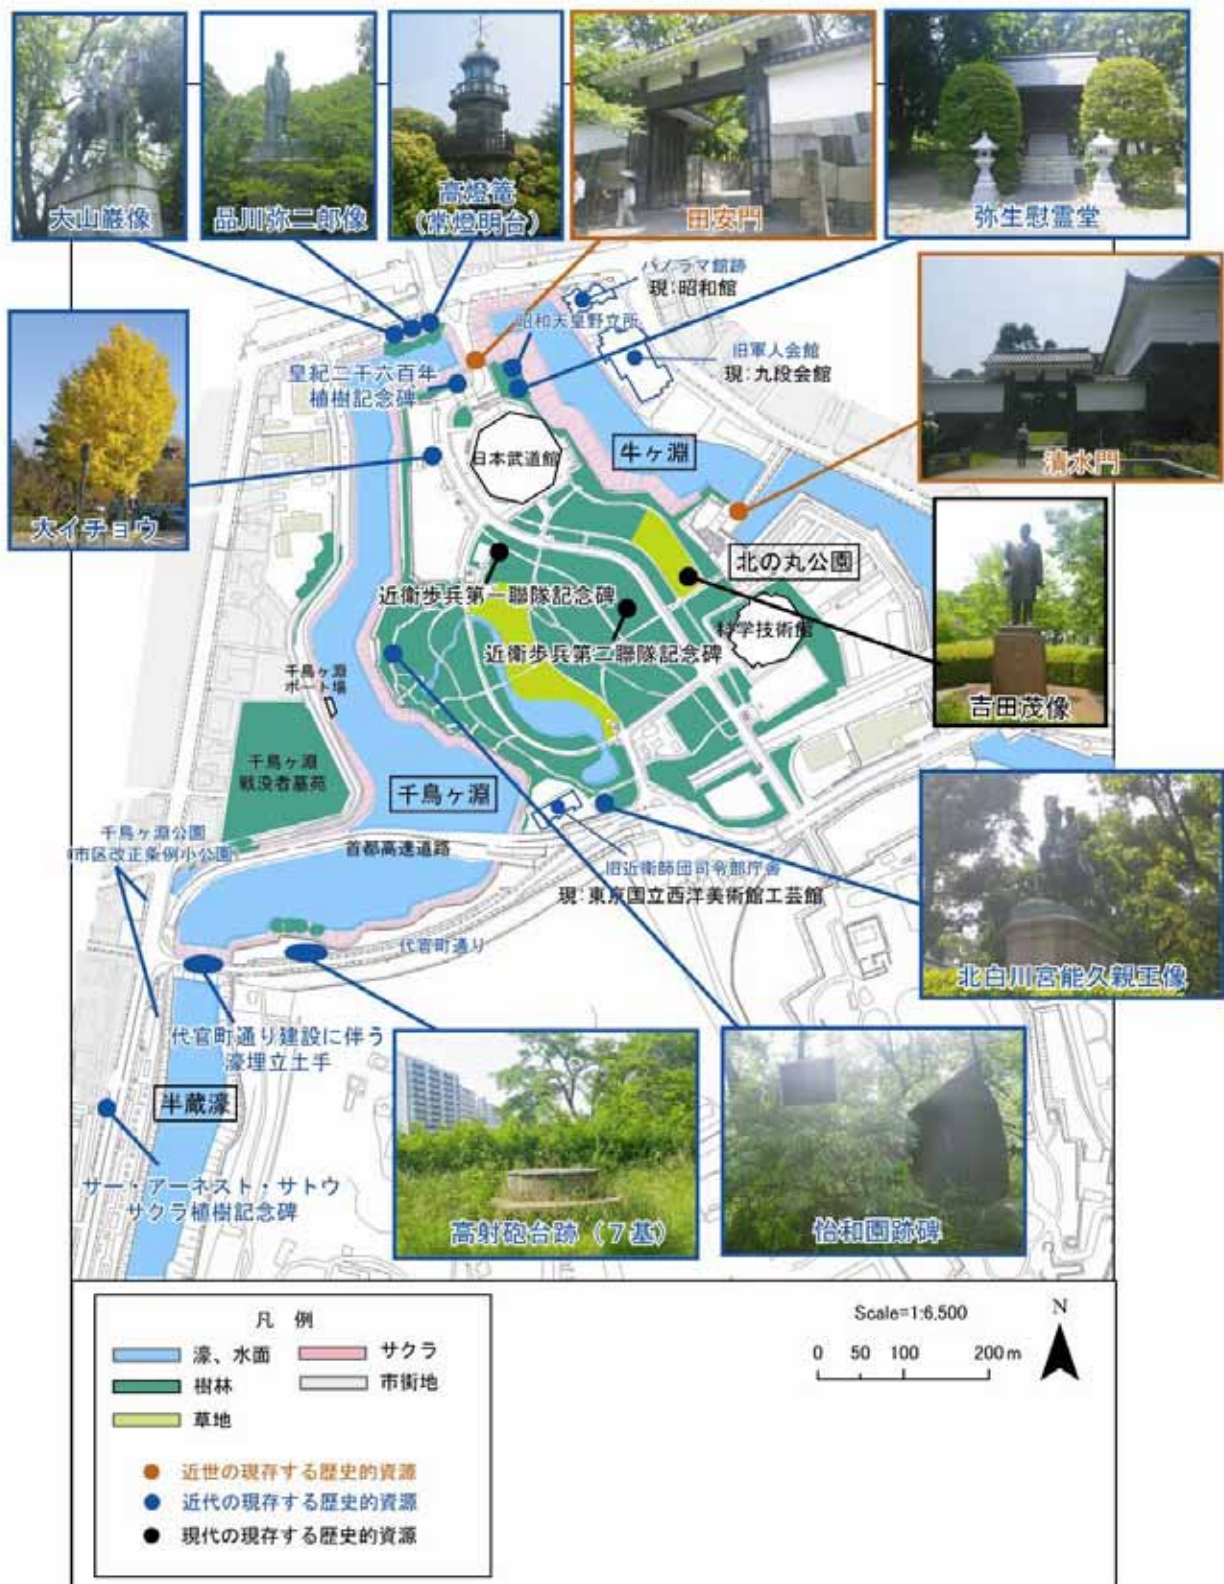 大山巌像
品川弥二郎像
高燈篭
(常燈明台)
田安門
弥生慰霊堂
パノラマ館跡
現:昭和館
昭和天皇野立所
旧軍人会館
現:九段会館
清水門
皇紀二千六百年
植樹記念碑
大イチョウ
日本武道館
牛ヶ淵
北の丸公園
近衛歩兵第一聯隊記念碑
科学技術館
近衛歩兵第二聯隊記念碑
吉田茂像
千鳥ヶ淵
ボート場
千鳥ヶ淵
戦没者墓苑
千鳥ヶ淵
千鳥ヶ淵公園
(市区改正条例小公園
首都高速道路
旧近衛師団司令部庁舎
現:東京国立西洋美術館工芸館
代官町通り
北白川宮能久親王像
代官町通り建設に伴う
濠埋立土手
半蔵濠
サー・アーネスト・サトウ
サクラ植樹記念碑
高射砲台跡(7基)
怡和園跡碑
凡 例
濠、水面
サクラ
樹林
市街地
草地
近世の現存する歴史的資源
近代の現存する歴史的資源
現代の現存する歴史的資源
Scale=1:6,500
N
0 50 100 200m